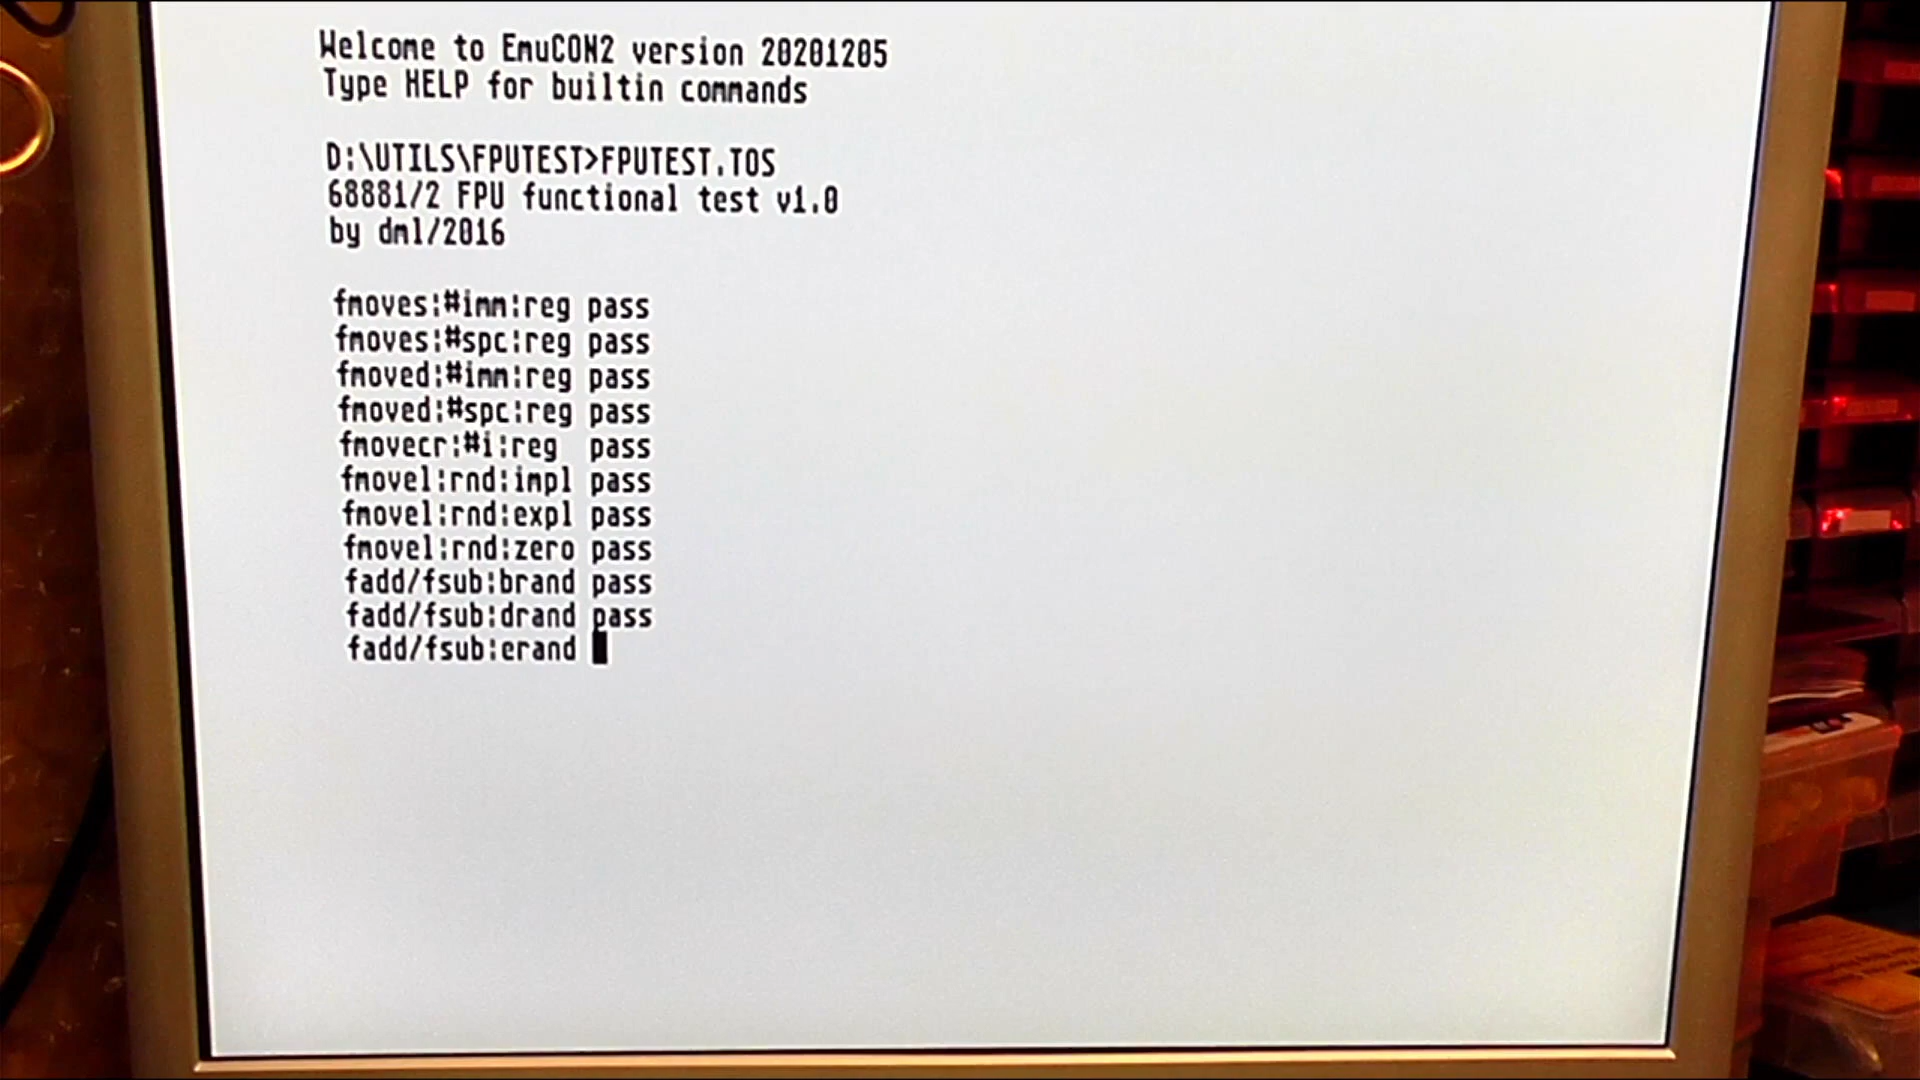 Welcome to EmuCON2 version 20201205
Type HELP for builtin commands
D:\UTILS\FPUTEST>FPUTEST.TOS
68881/2 FPU functional test v1.0
by dml/2016
fmoves:#imm:reg pass
fmoves:#spc:reg pass
fmoved:#imm:reg pass
fmoved:#spc:reg pass
fmovecr:#i:reg  pass
fmovel:rnd:impl pass
fmovel:rnd:expl pass
fmovel:rnd:zero pass
fadd/fsub:brand pass
fadd/fsub:drand pass
fadd/fsub:erand